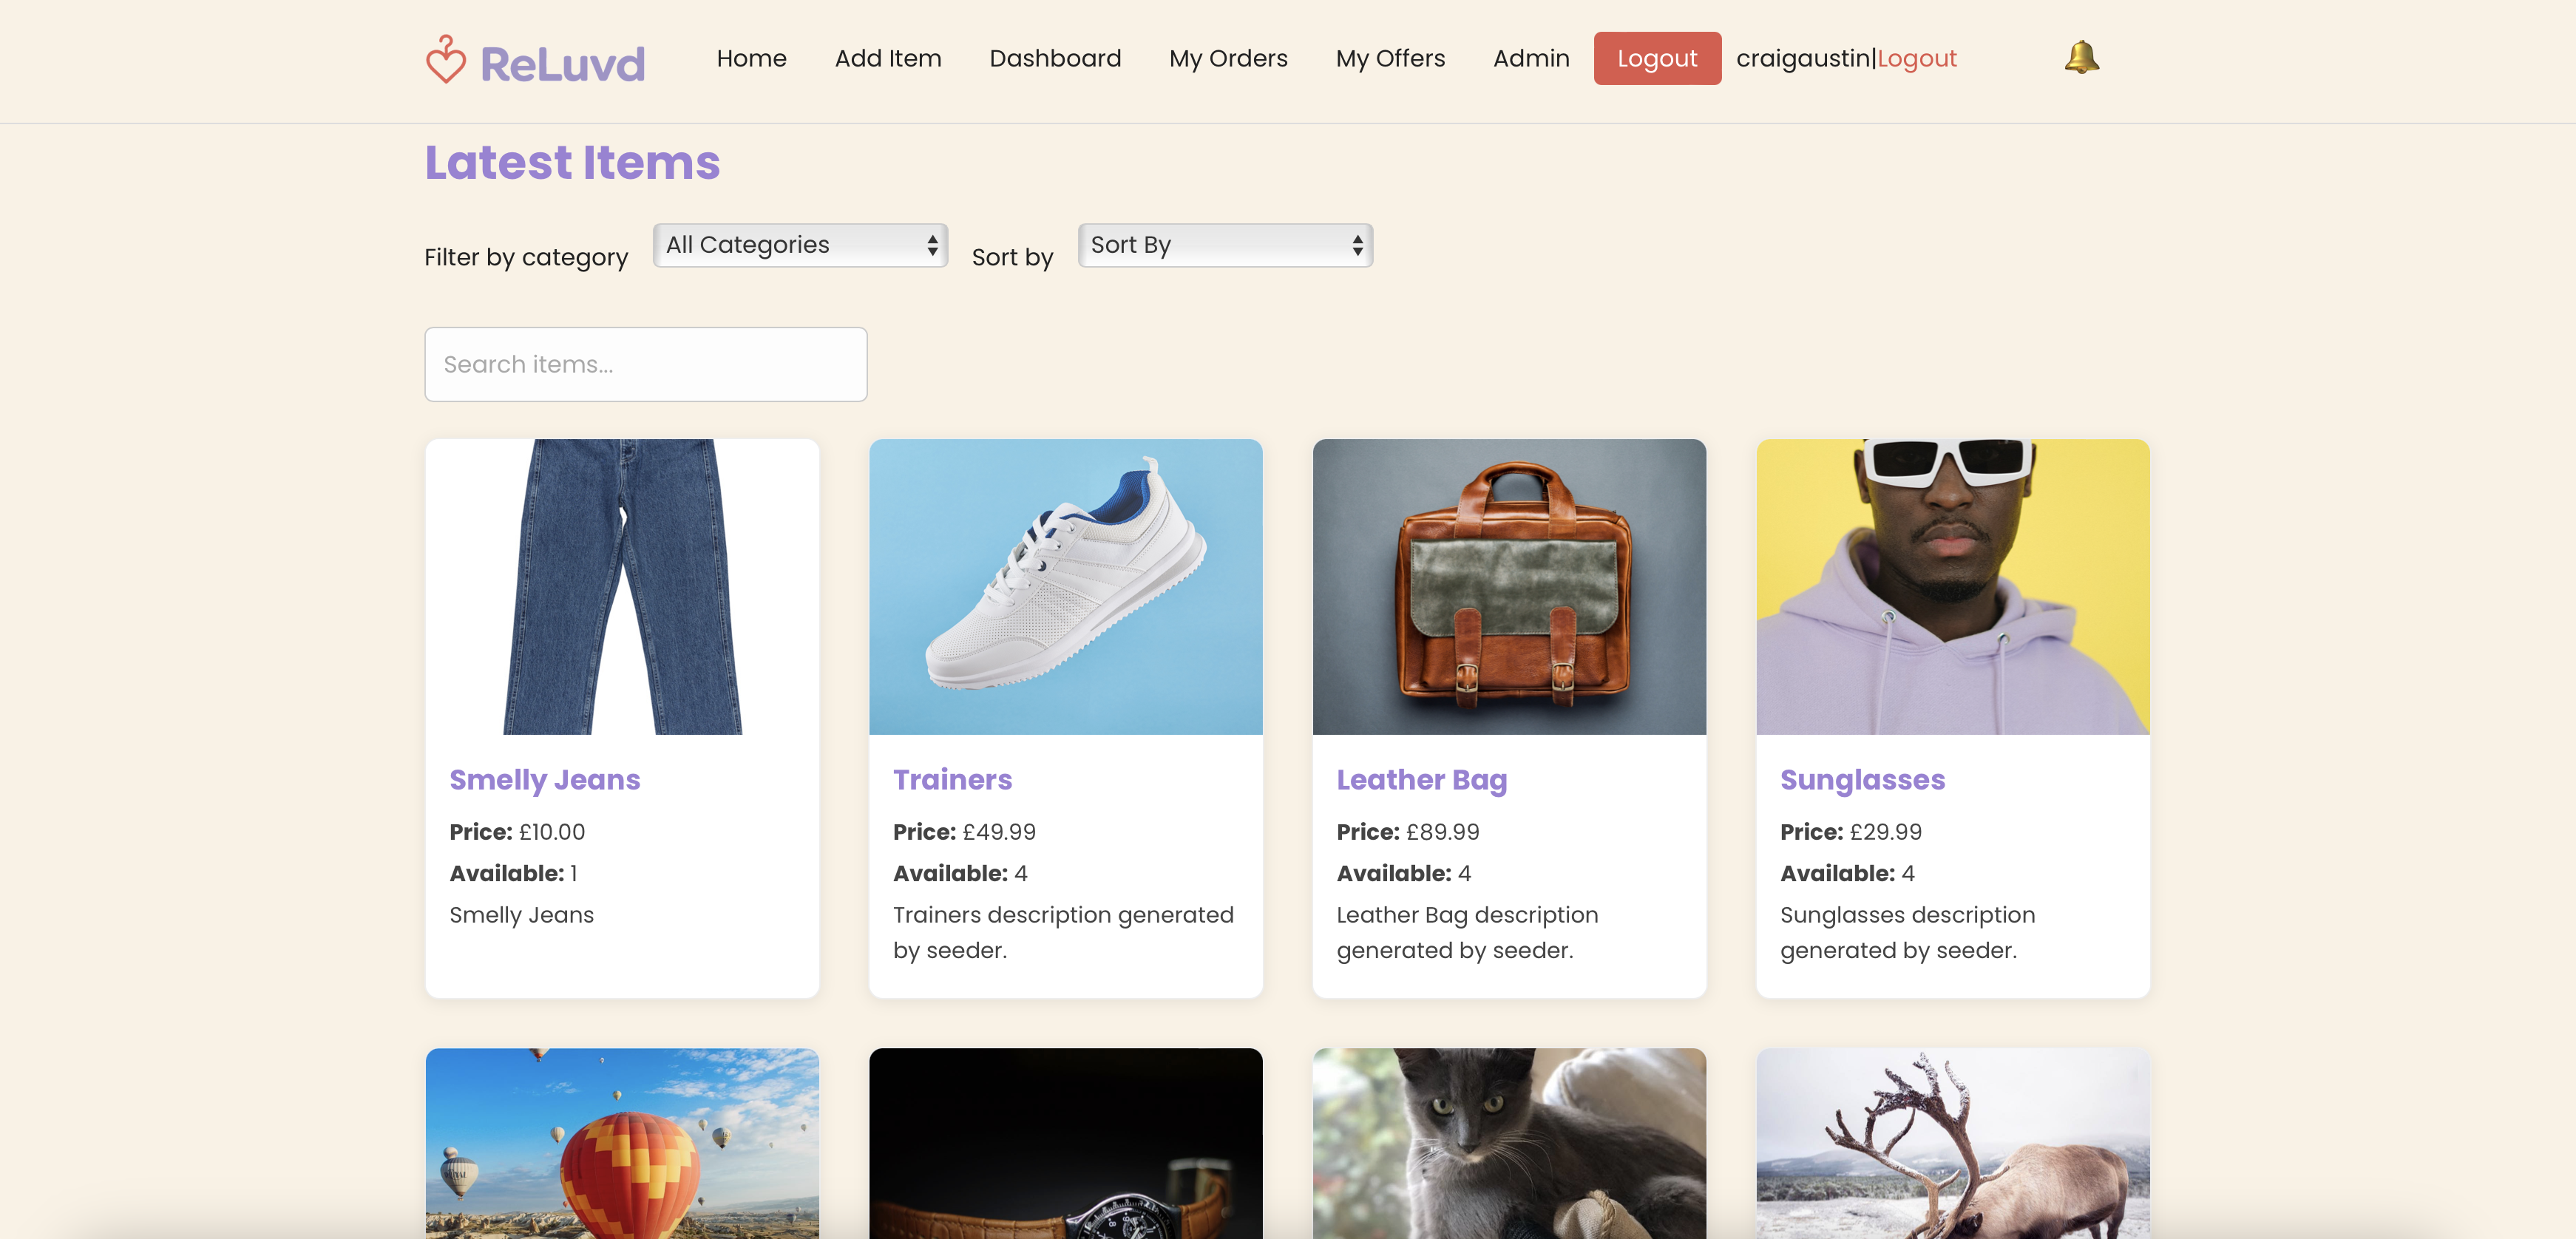 ReLuvd
Home Add Item Dashboard My Orders My Offers Admin Logout craigaustin|Logout
Latest Items
Filter by category All Categories Sort by Sort By
Search items...
Smelly Jeans
Price: £10.00
Available: 1
Smelly Jeans
Trainers
Price: £49.99
Available: 4
Trainers description generated
by seeder.
Leather Bag
Price: £89.99
Available: 4
Leather Bag description
generated by seeder.
Sunglasses
Price: £29.99
Available: 4
Sunglasses description
generated by seeder.